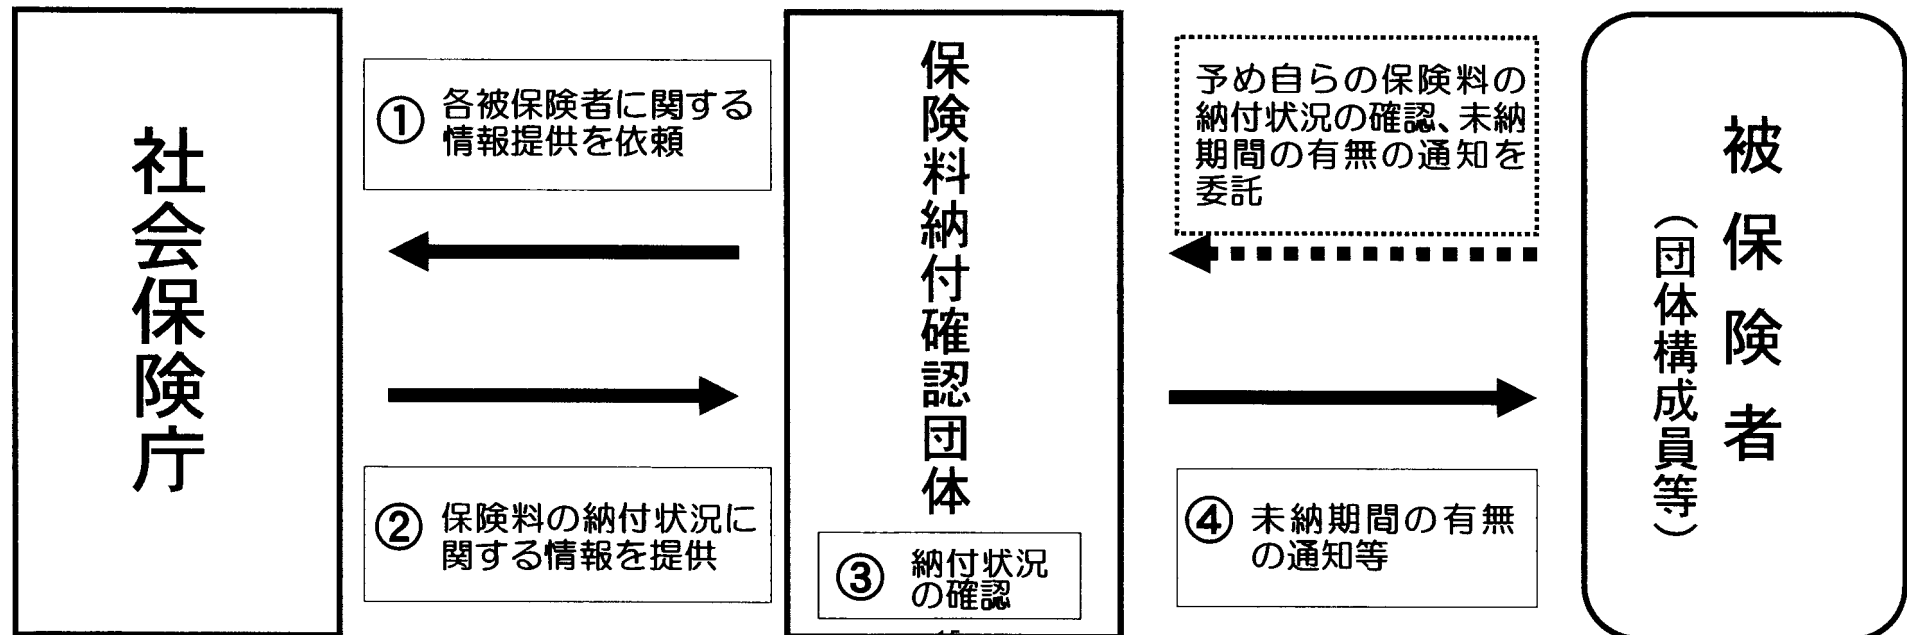 社会保険庁
① 各被保険者に関する
情報提供を依頼
② 保険料の納付状況に
関する情報を提供
保険料納付確認団体
③ 納付状況
の確認
予め自らの保険料の
納付状況の確認、未納
期間の有無の通知を
委託
④ 未納期間の有無
の通知等
被保険者
（団体構成員等）